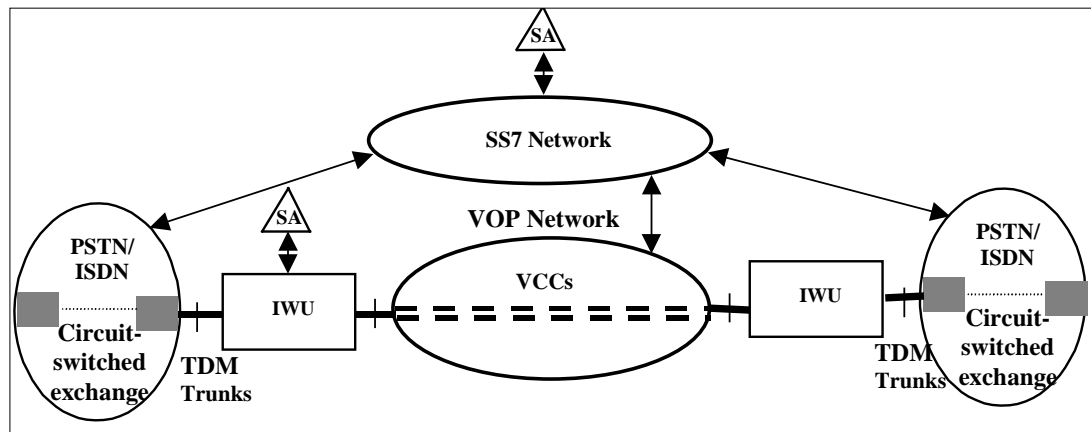 SA
SS7 Network
SA
VOP Network
PSTN/
ISDN
Circuit-
switched
exchange
TDM
Trunks
IWU
VCCs
IWU
TDM
Trunks
PSTN/
ISDN
Circuit-
switched
exchange